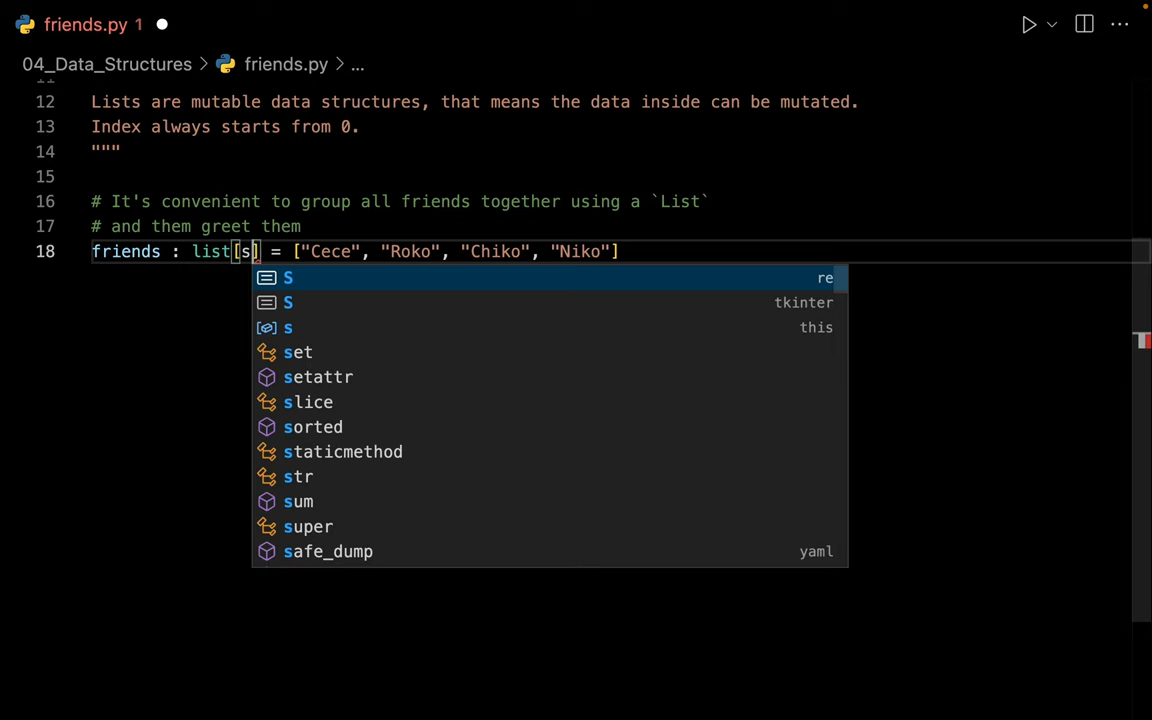 friends.py 1
04_Data_Structures > friends.py > ...
11
12 Lists are mutable data structures, that means the data inside can be mutated.
13 Index always starts from 0.
14 """
15
16 # It's convenient to group all friends together using a `List`
17 # and them greet them
18 friends : list[s] = ["Cece", "Roko", "Chiko", "Niko"]
S re
S tkinter
s this
set
setattr
slice
sorted
staticmethod
str
sum
super
safe_dump yaml